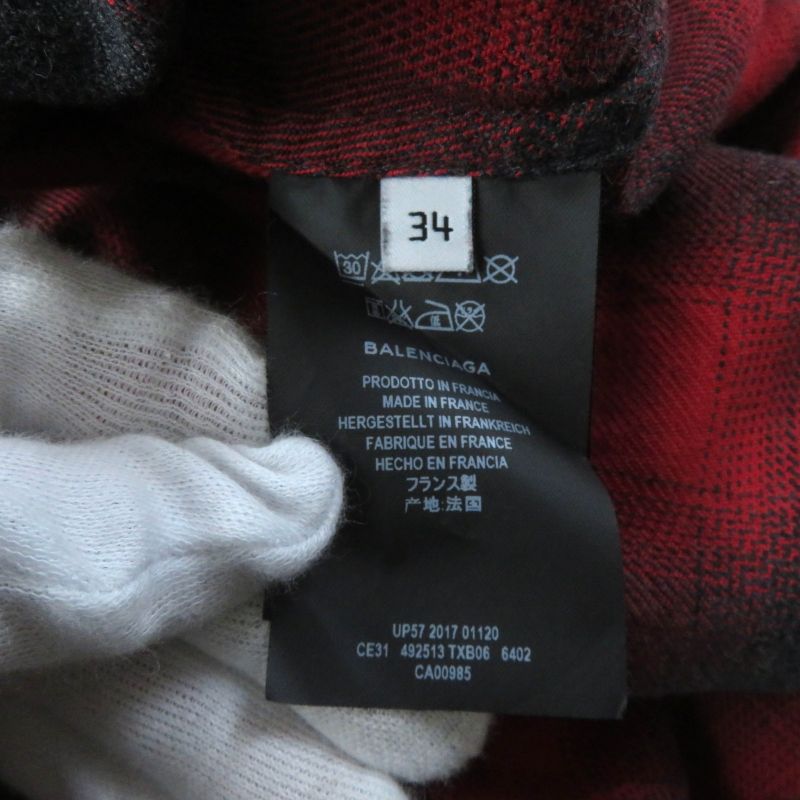 34
30
BALENCIAGA
PRODOTTO IN FRANCIA
MADE IN FRANCE
HERGESTELLT IN FRANKREICH
FABRIQUE EN FRANCE
HECHO EN FRANCIA
フランス製
产地:法国
UP57 2017 01120
CE31 492513 TXB06 6402
CA00985